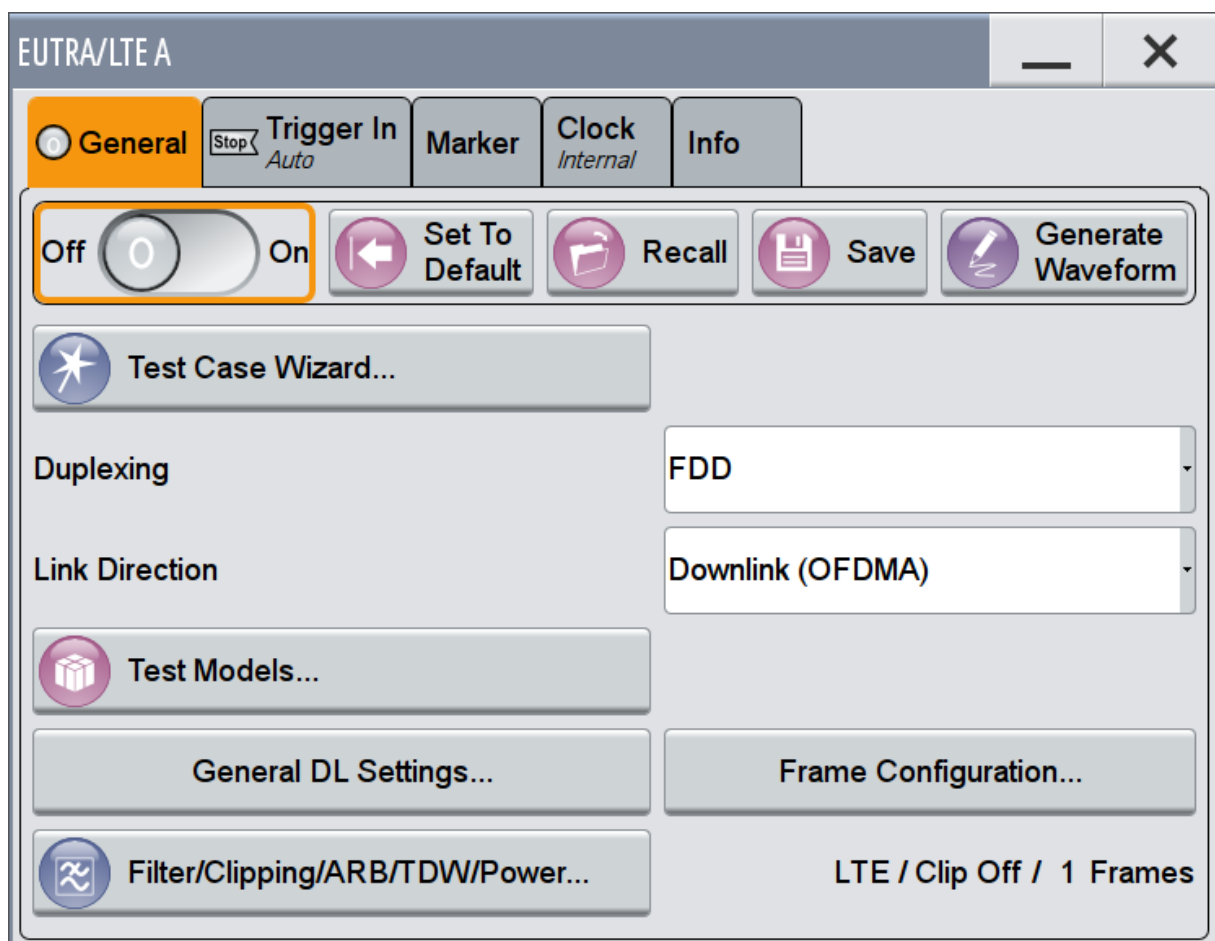 EUTRA/LTE A
General
Stop
Trigger In
Auto
Marker
Clock
Internal
Info
Off
0
On
Set To
Default
Recall
Save
Generate
Waveform
Test Case Wizard...
Duplexing
FDD
Link Direction
Downlink (OFDMA)
Test Models...
General DL Settings...
Frame Configuration...
Filter/Clipping/ARB/TDW/Power...
LTE / Clip Off / 1 Frames